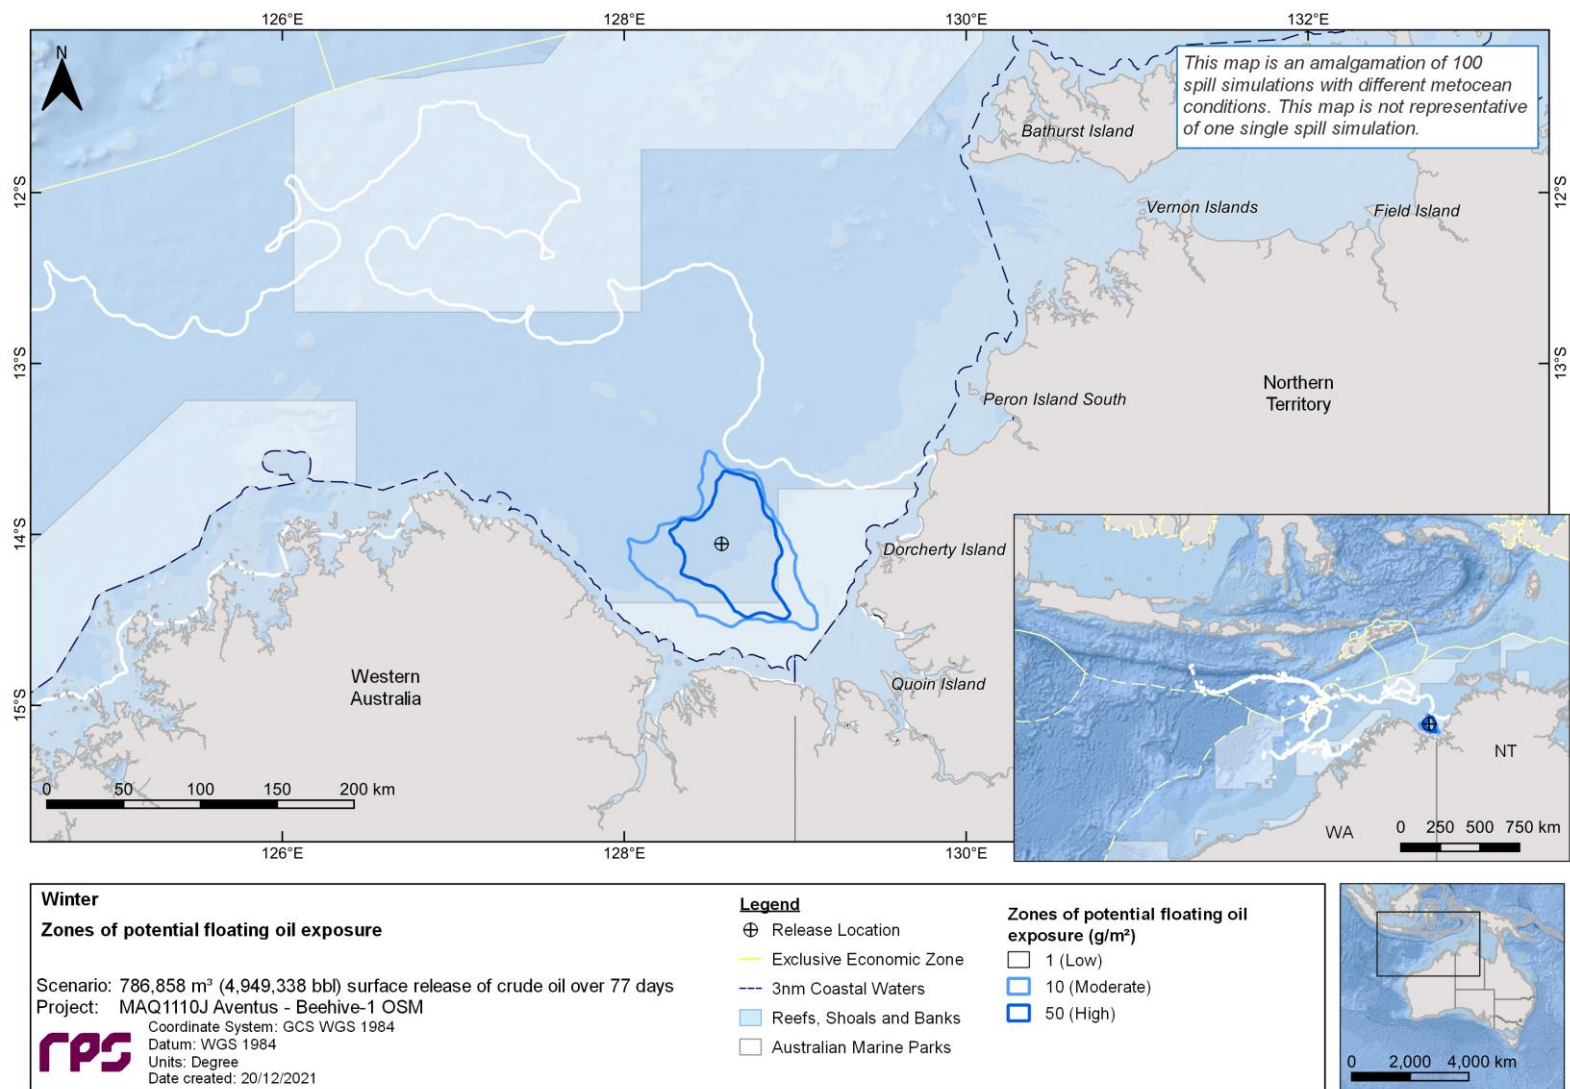 126°E
128°E
130°E
132°E
N
This map is an amalgamation of 100
spill simulations with different metocean
conditions. This map is not representative
of one single spill simulation.
Bathurst Island
12°S
12°S
Vernon Islands
Field Island
13°S
13°S
Northern
Territory
Peron Island South
14°S
Dorcherty Island
Western
Australia
Quoin Island
15°S
0 50 100 150 200 km
NT
WA
0 250 500 750 km
126°E
128°E
130°E
Winter
Zones of potential floating oil exposure
Scenario: 786,858 m³ (4,949,338 bbl) surface release of crude oil over 77 days
Project: MAQ1110J Aventus - Beehive-1 OSM
rps
Coordinate System: GCS WGS 1984
Datum: WGS 1984
Units: Degree
Date created: 20/12/2021
Legend
Release Location
Exclusive Economic Zone
3nm Coastal Waters
Reefs, Shoals and Banks
Australian Marine Parks
Zones of potential floating oil
exposure (g/m²)
1 (Low)
10 (Moderate)
50 (High)
0 2,000 4,000 km